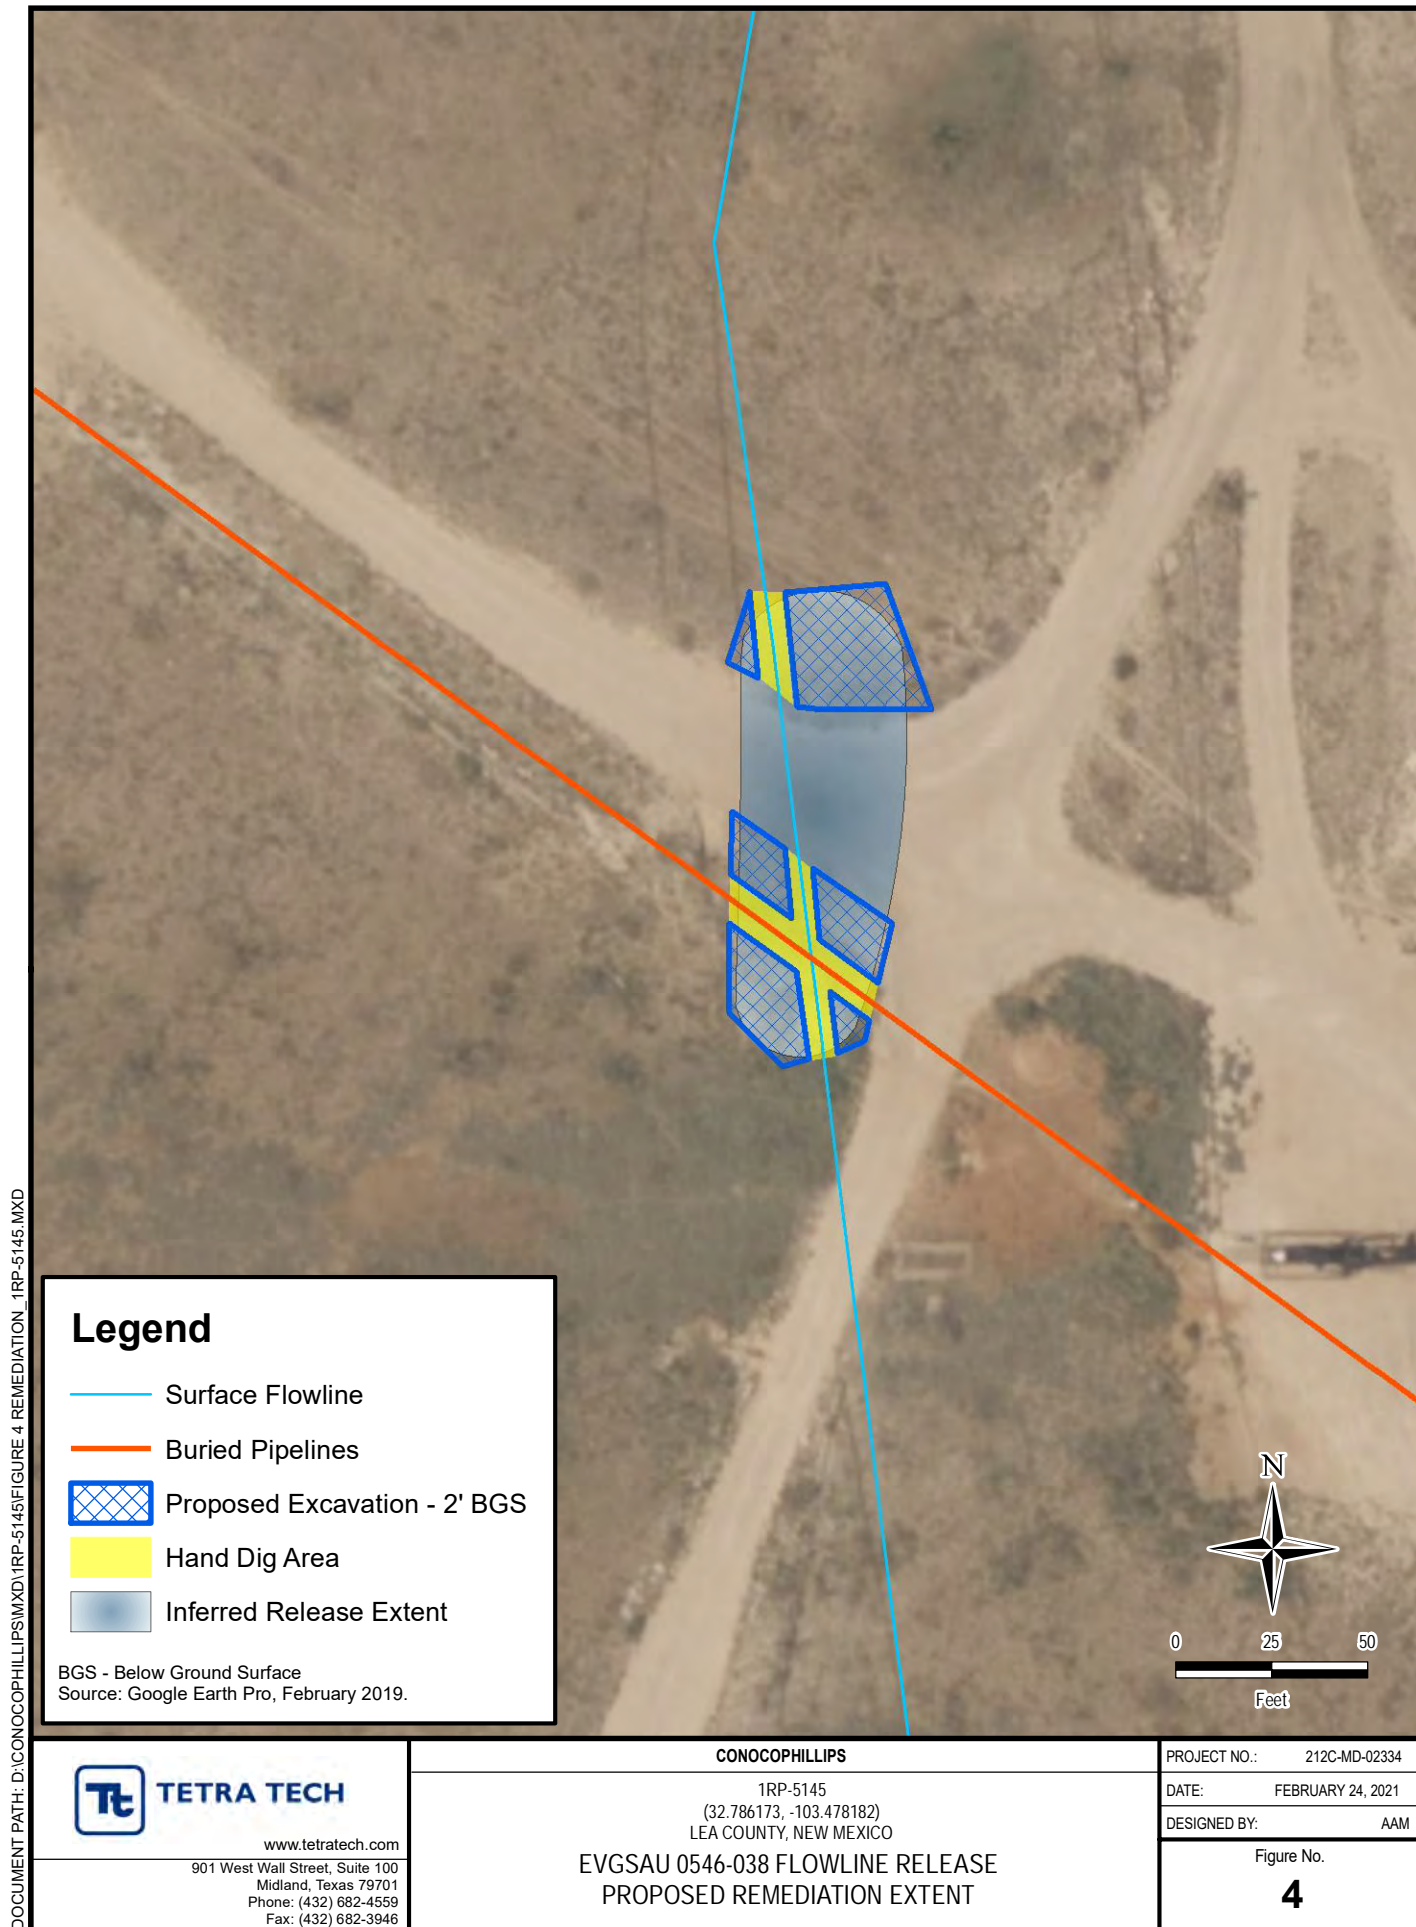 DOCUMENT PATH: D:\CONOCOPHILLIPS\MXD\1RP-5145\FIGURE 4 REMEDIATION_1RP-5145.MXD
Legend
Surface Flowline
Buried Pipelines
Proposed Excavation - 2' BGS
Hand Dig Area
Inferred Release Extent
BGS - Below Ground Surface
Source: Google Earth Pro, February 2019.
N
0 25 50
Feet
Tt TETRA TECH
www.tetratech.com
901 West Wall Street, Suite 100
Midland, Texas 79701
Phone: (432) 682-4559
Fax: (432) 682-3946
CONOCOPHILLIPS
1RP-5145
(32.786173, -103.478182)
LEA COUNTY, NEW MEXICO
EVGSAU 0546-038 FLOWLINE RELEASE
PROPOSED REMEDIATION EXTENT
PROJECT NO.: 212C-MD-02334
DATE: FEBRUARY 24, 2021
DESIGNED BY: AAM
Figure No.
4